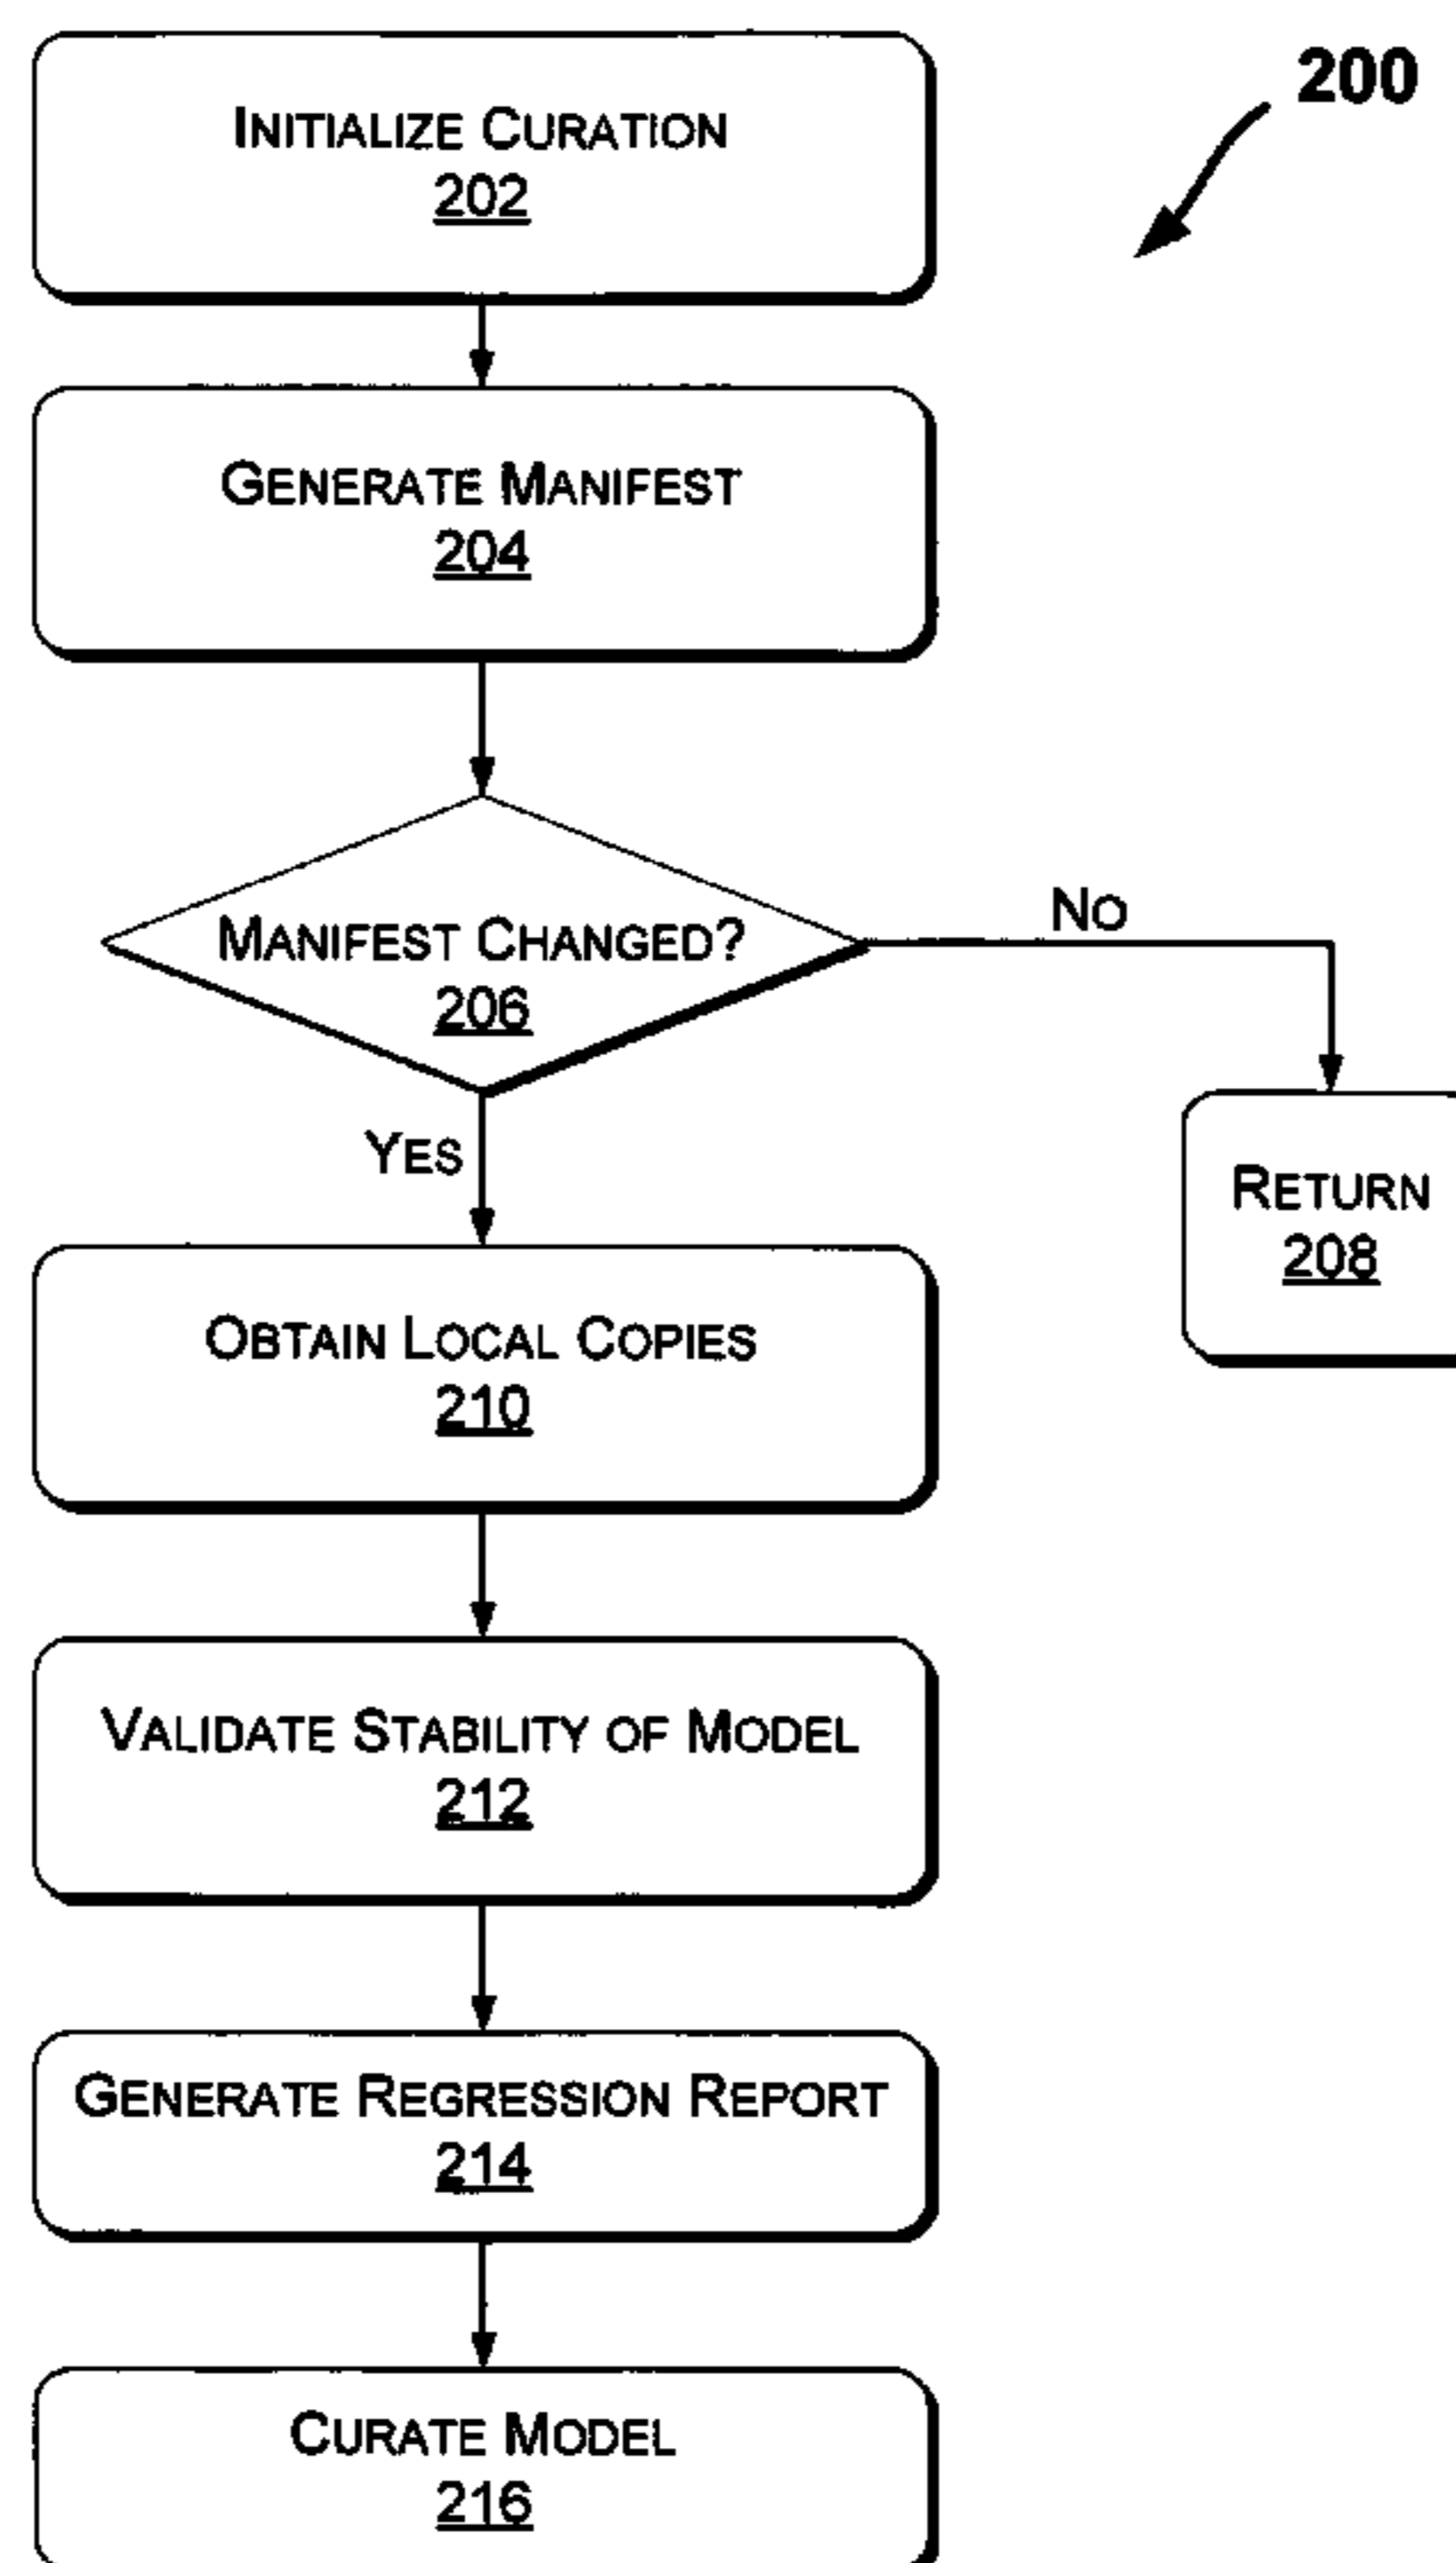 200
INITIALIZE CURATION
202
GENERATE MANIFEST
204
MANIFEST CHANGED?
206
NO
YES
RETURN
208
OBTAIN LOCAL COPIES
210
VALIDATE STABILITY OF MODEL
212
GENERATE REGRESSION REPORT
214
CURATE MODEL
216